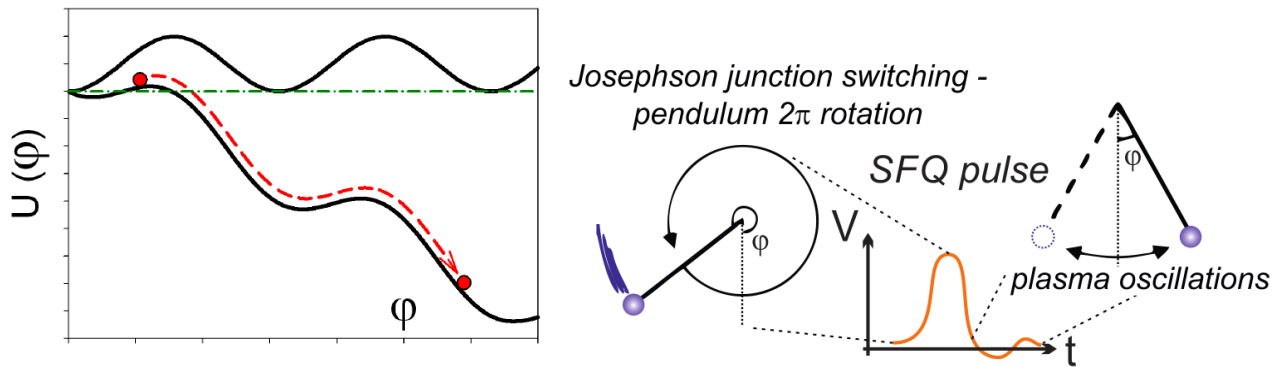 U (φ)
φ
Josephson junction switching -
pendulum 2π rotation
φ
SFQ pulse
V
t
φ
plasma oscillations